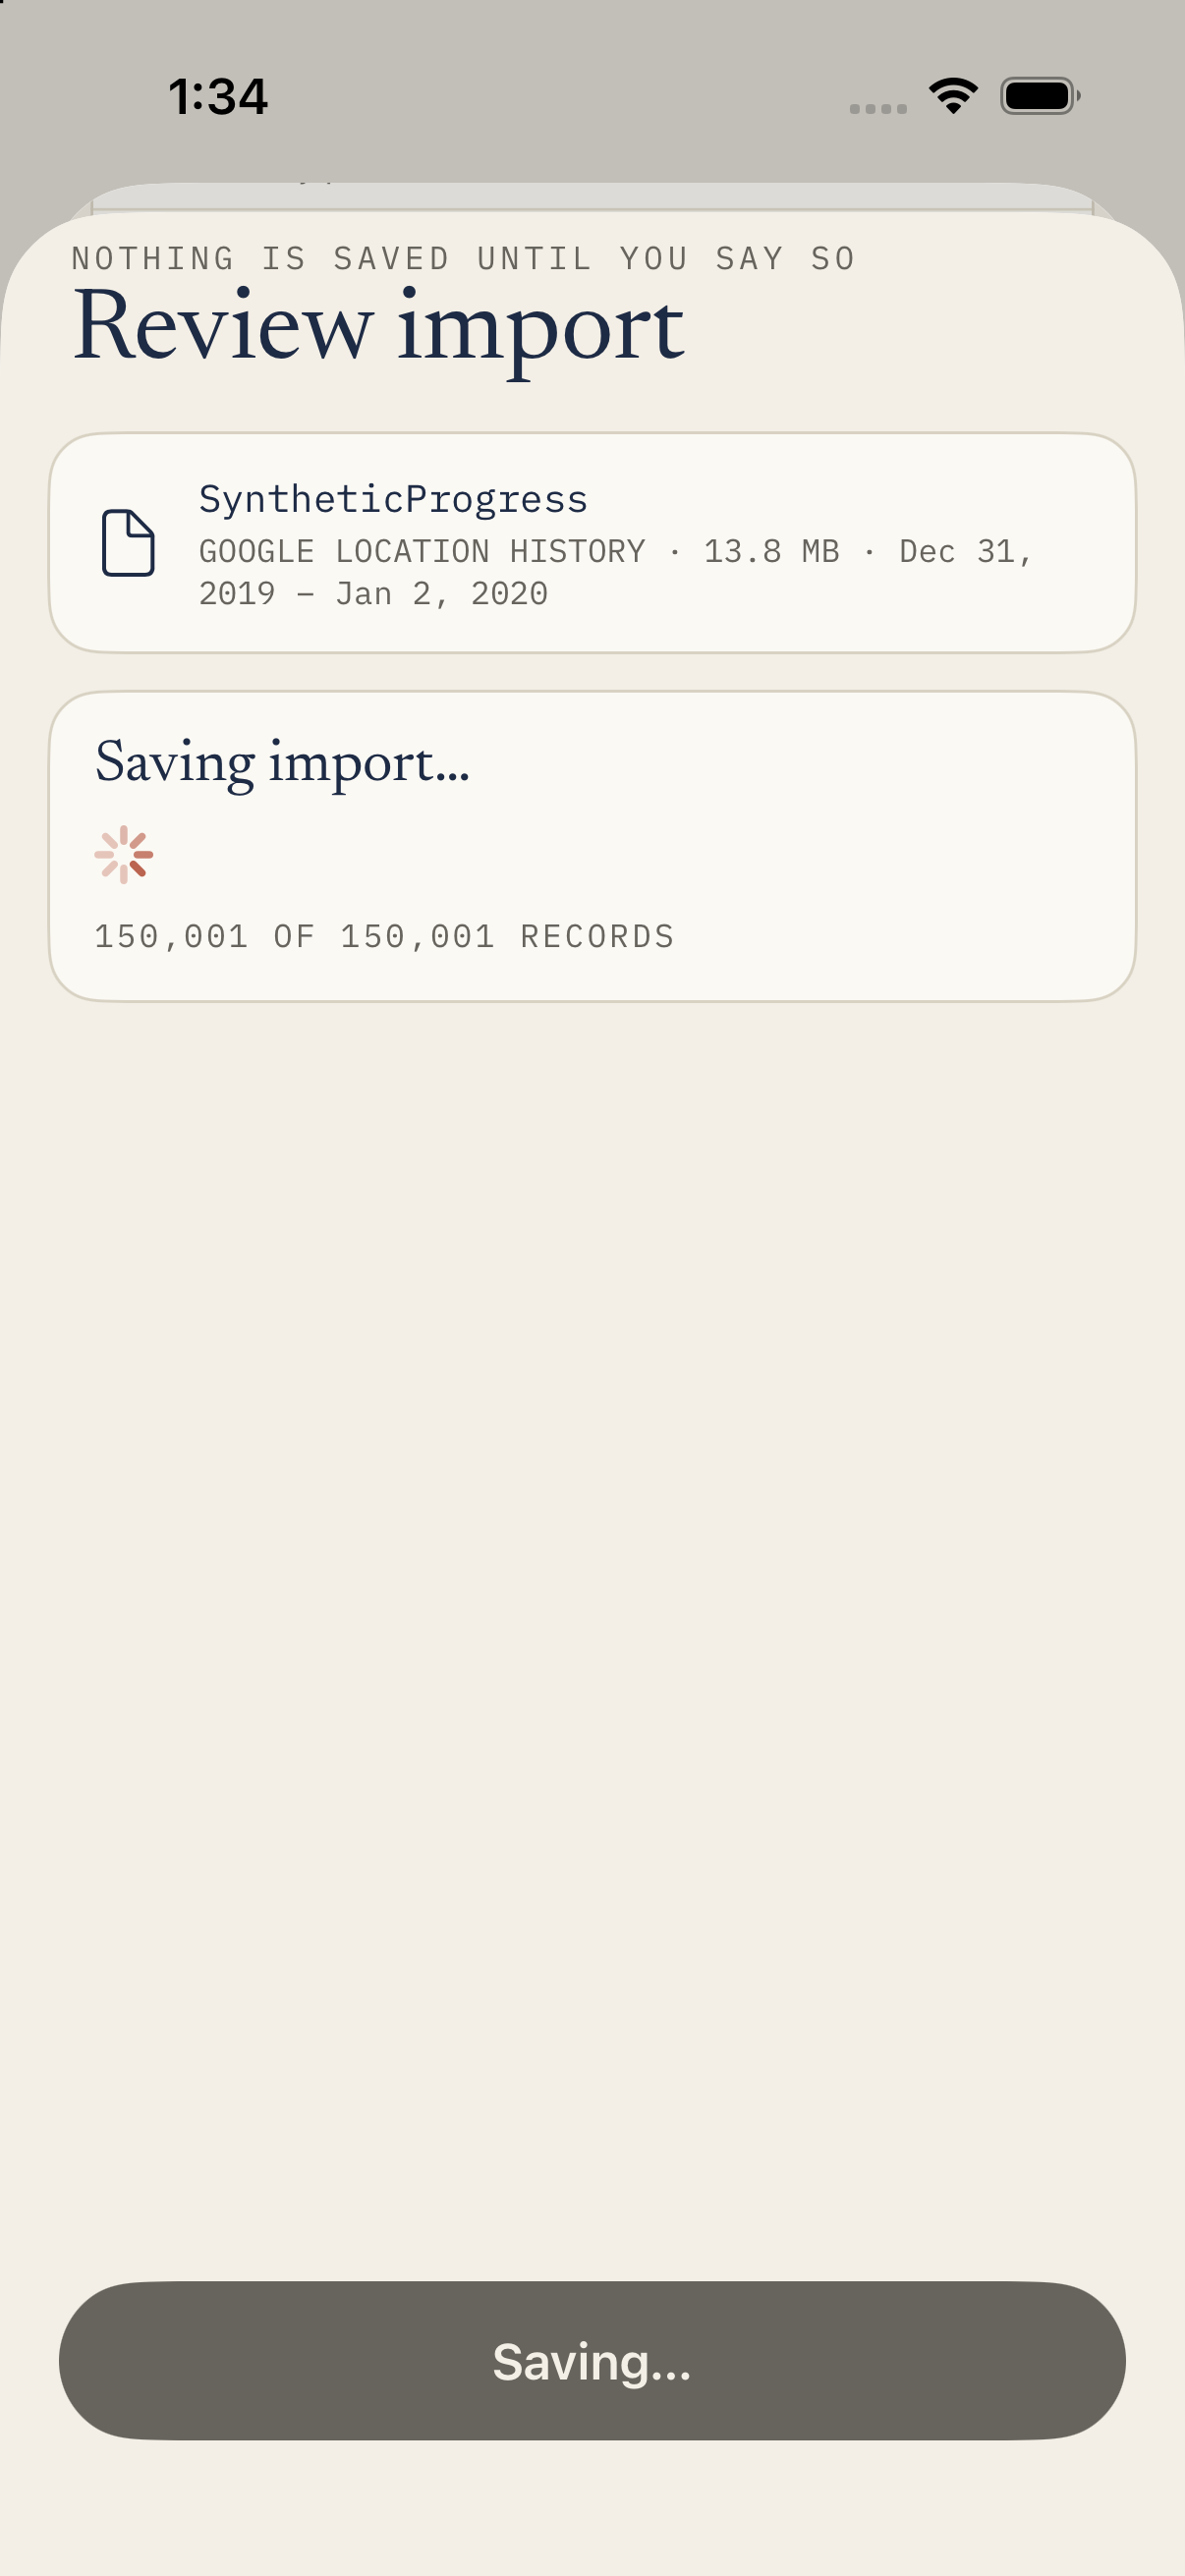 1:34
NOTHING IS SAVED UNTIL YOU SAY SO
Review import
SyntheticProgress
GOOGLE LOCATION HISTORY · 13.8 MB · Dec 31,
2019 – Jan 2, 2020
Saving import…
150,001 OF 150,001 RECORDS
Saving…